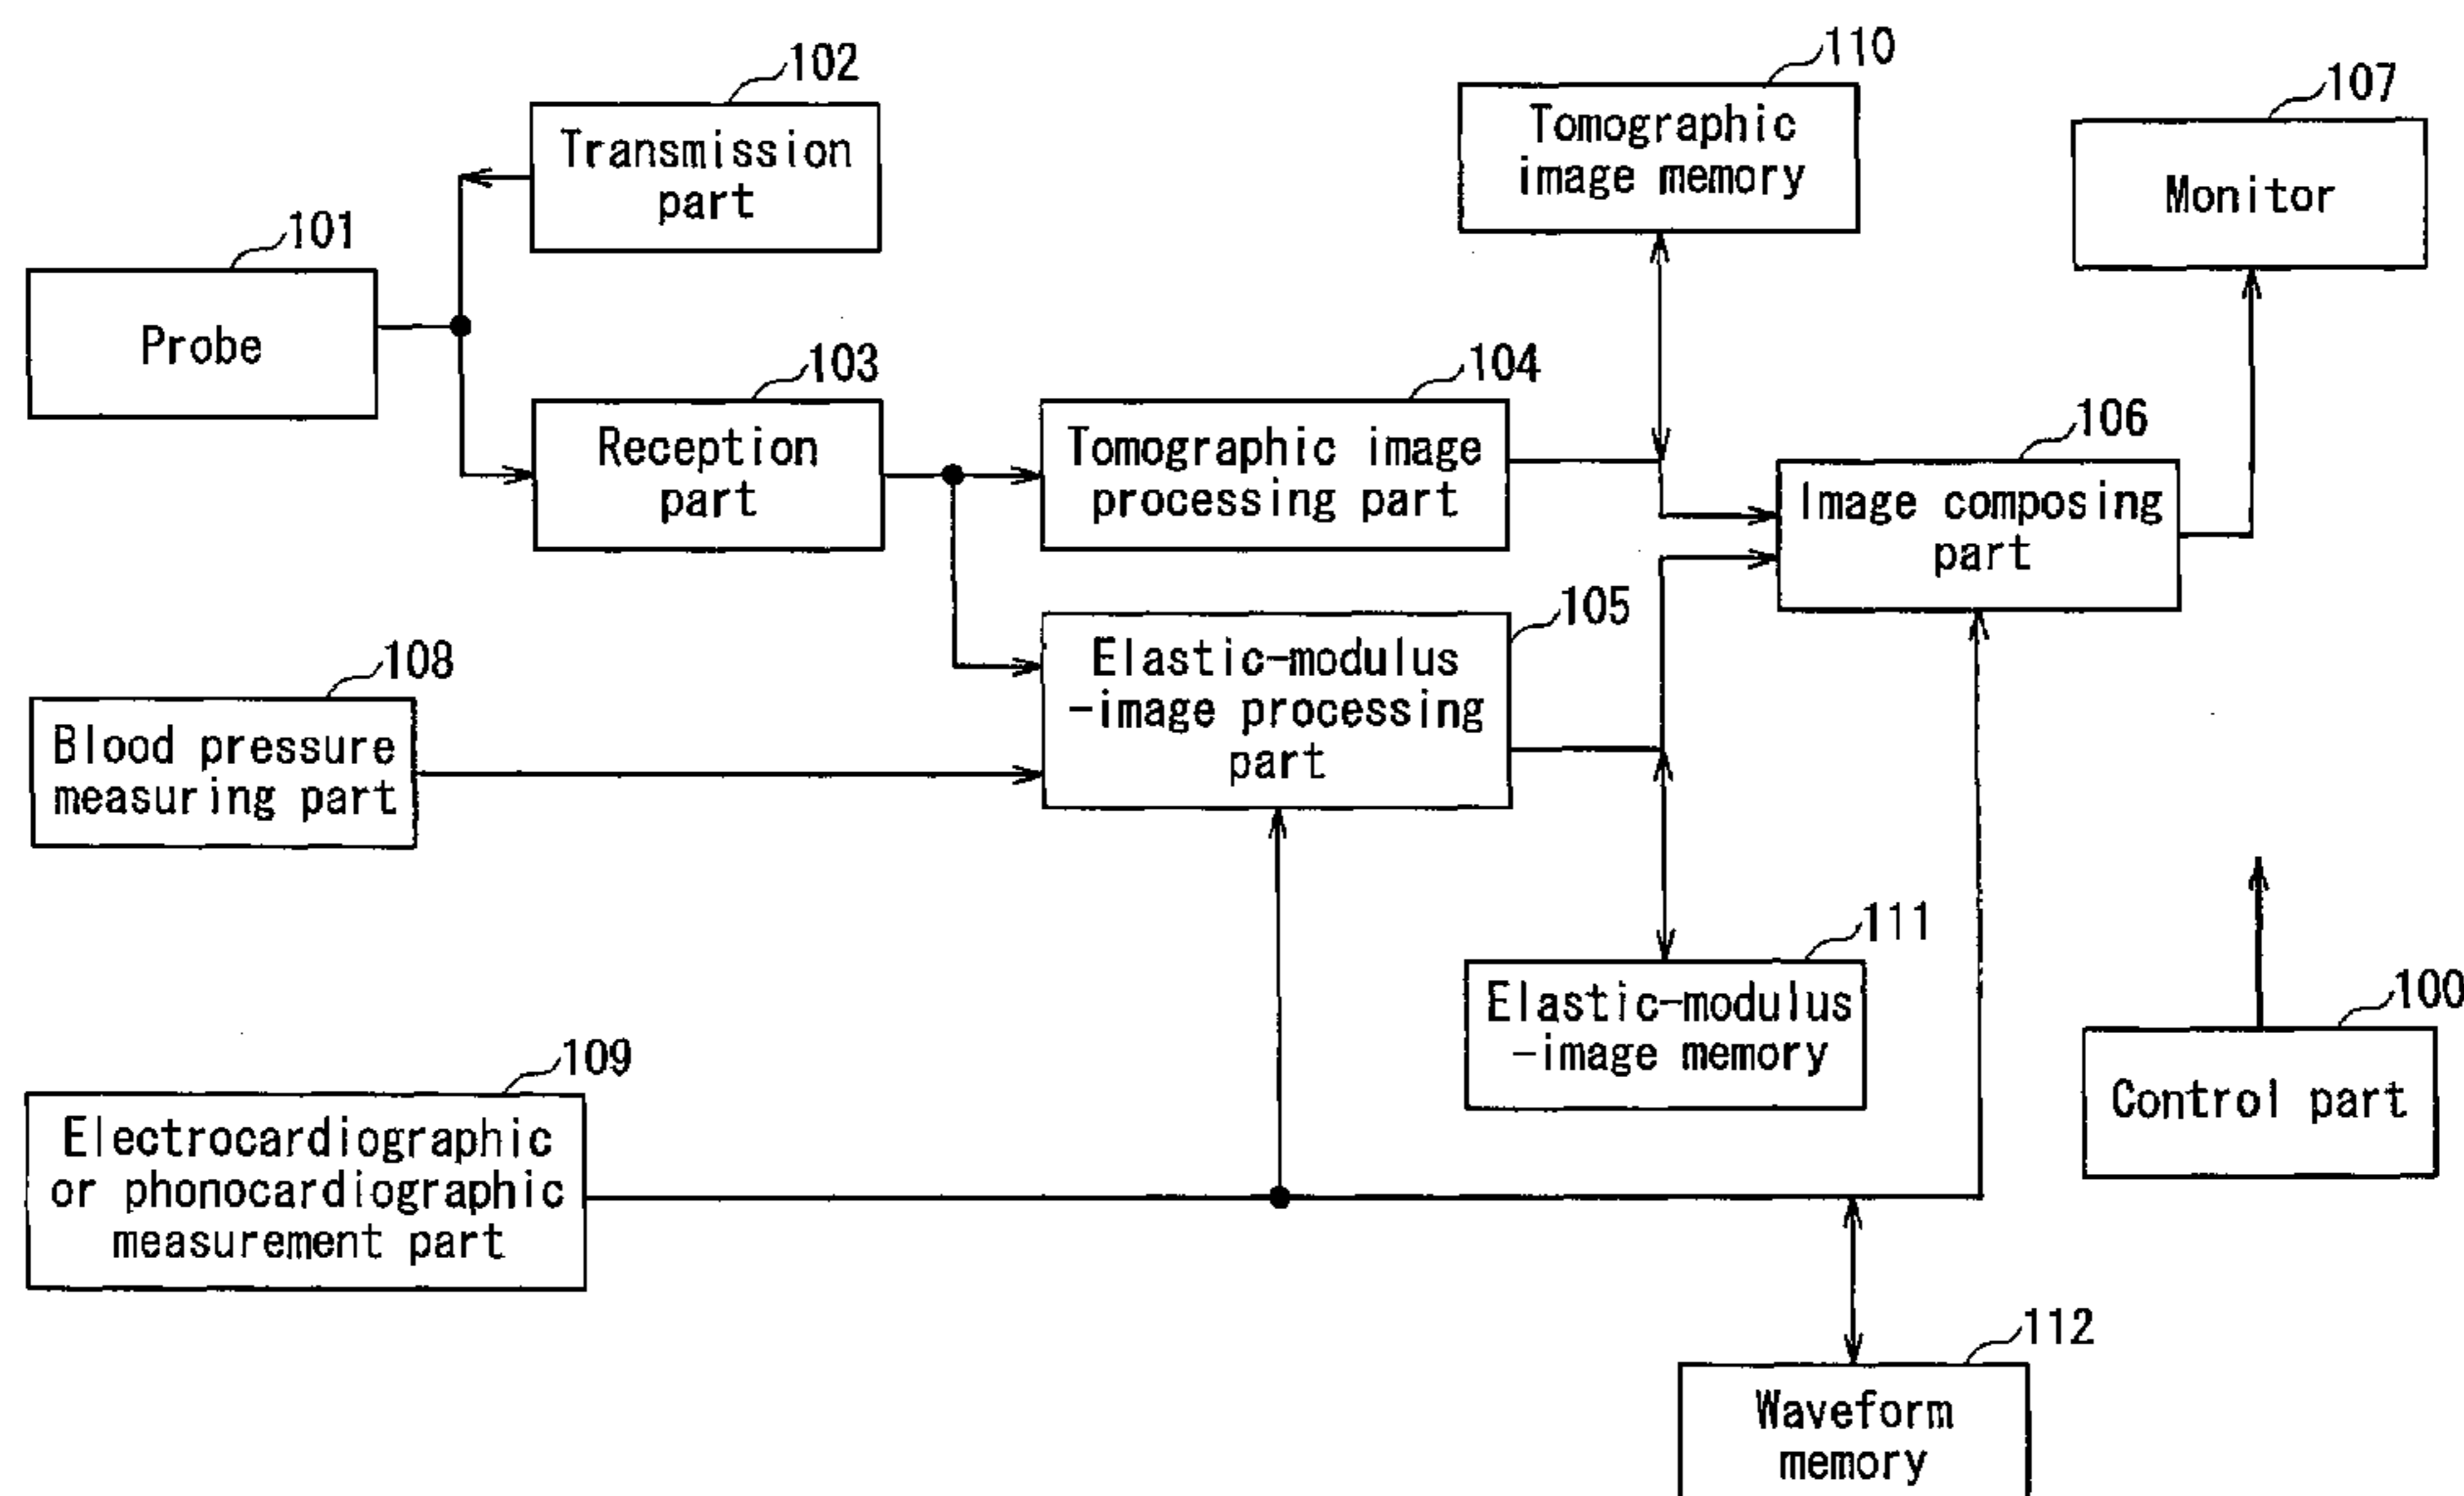 102
Transmission
part
110
Tomographic
image memory
107
Monitor
101
Probe
103
Reception
part
104
Tomographic image
processing part
106
Image composing
part
105
Elastic-modulus
-image processing
part
108
Blood pressure
measuring part
111
Elastic-modulus
-image memory
100
Control part
109
Electrocardiographic
or phonocardiographic
measurement part
112
Waveform
memory